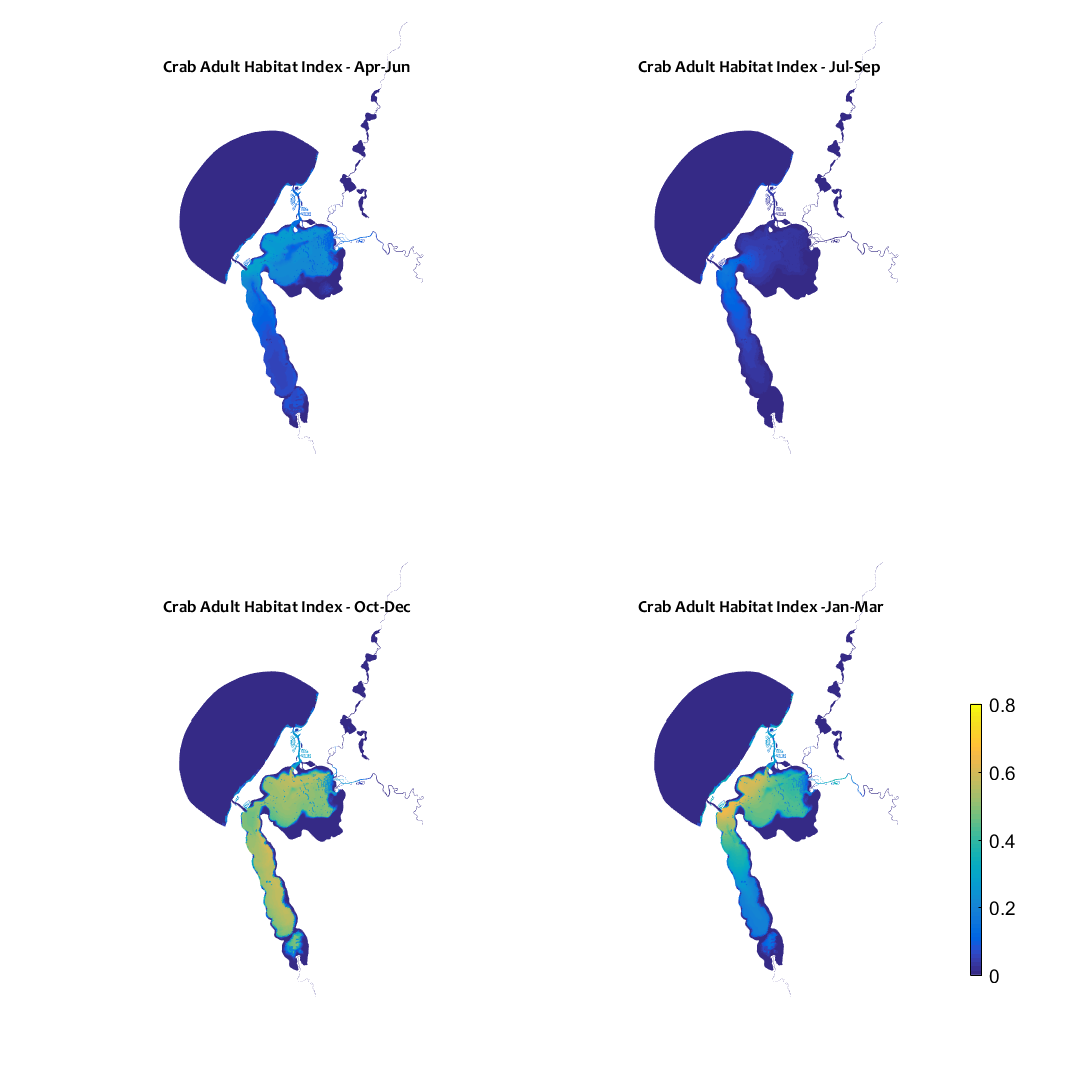 Crab Adult Habitat Index - Apr-Jun
Crab Adult Habitat Index - Jul-Sep
Crab Adult Habitat Index - Oct-Dec
Crab Adult Habitat Index -Jan-Mar
0.8
0.6
0.4
0.2
0